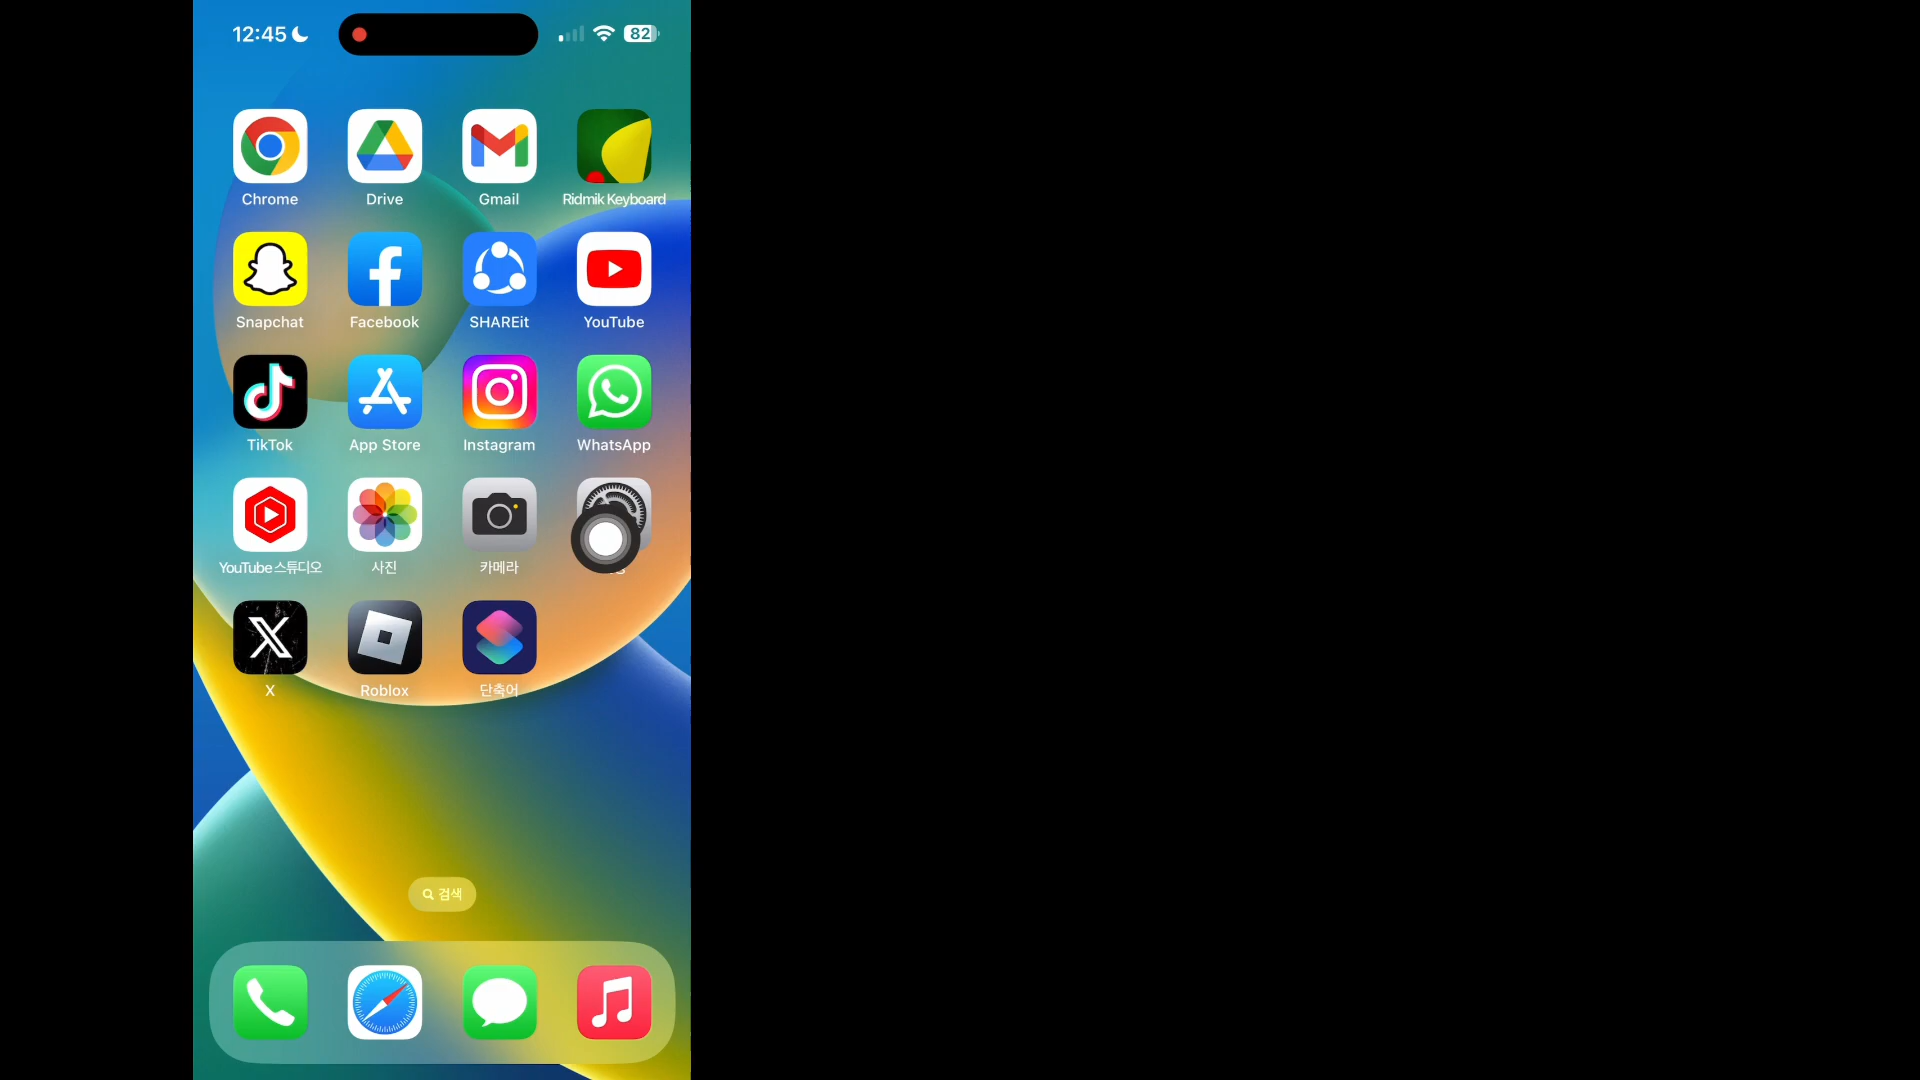 12:45
82
Chrome
Drive
Gmail
Ridmik Keyboard
Snapchat
Facebook
SHAREit
YouTube
TikTok
App Store
Instagram
WhatsApp
YouTube 스튜디오
사진
카메라
X
Roblox
단축어
검색